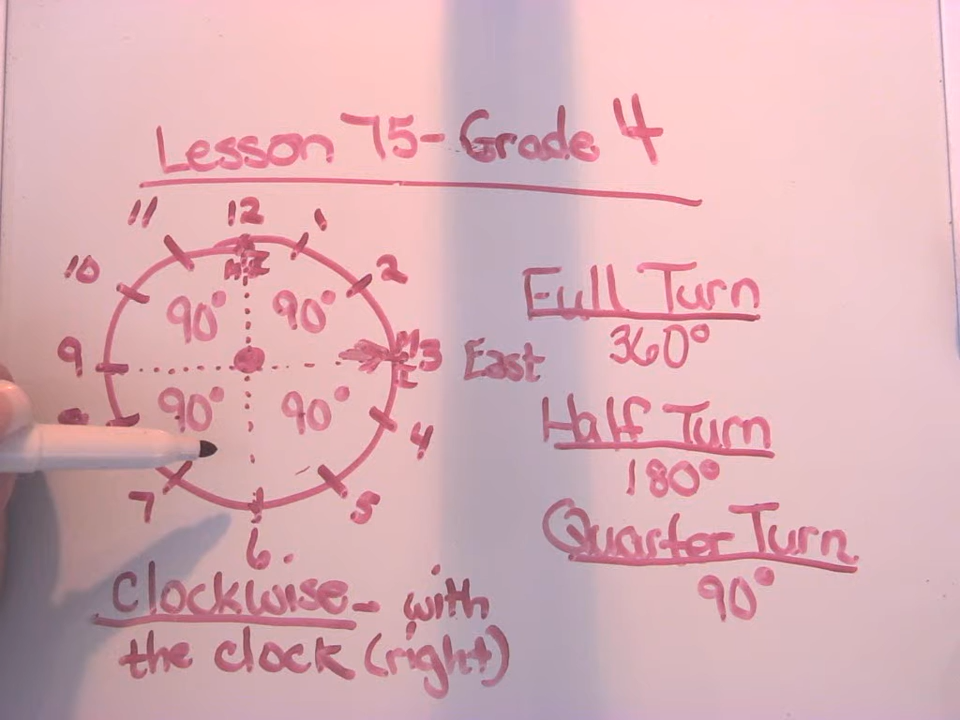 Lesson 75- Grade 4
11 12 1
10 2
90° 90°
9 3 East
90° 90°
4
7 5
6.
Full Turn
360°
Half Turn
180°
Quarter Turn
90°
Clockwise - with
the clock (right)